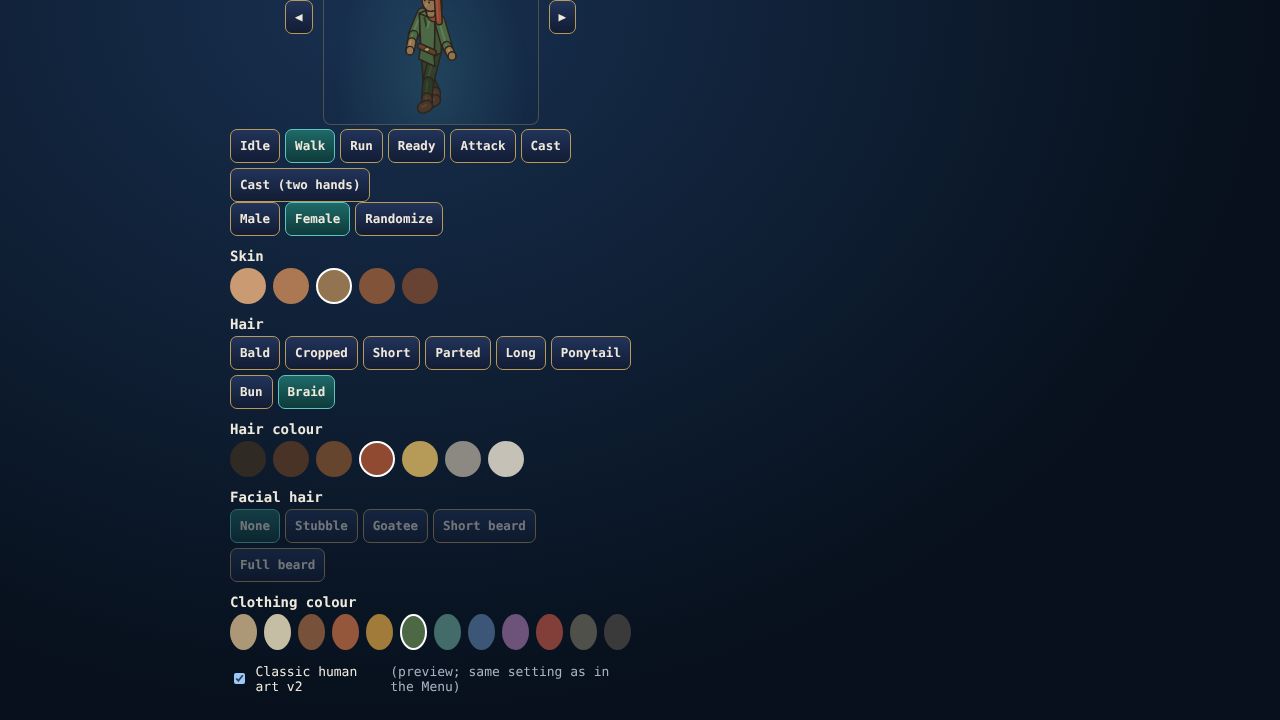 ◄ ►
Idle Walk Run Ready Attack Cast
Cast (two hands)
Male Female Randomize
Skin
Hair
Bald Cropped Short Parted Long Ponytail
Bun Braid
Hair colour
Facial hair
None Stubble Goatee Short beard
Full beard
Clothing colour
Classic human art v2
(preview; same setting as in the Menu)